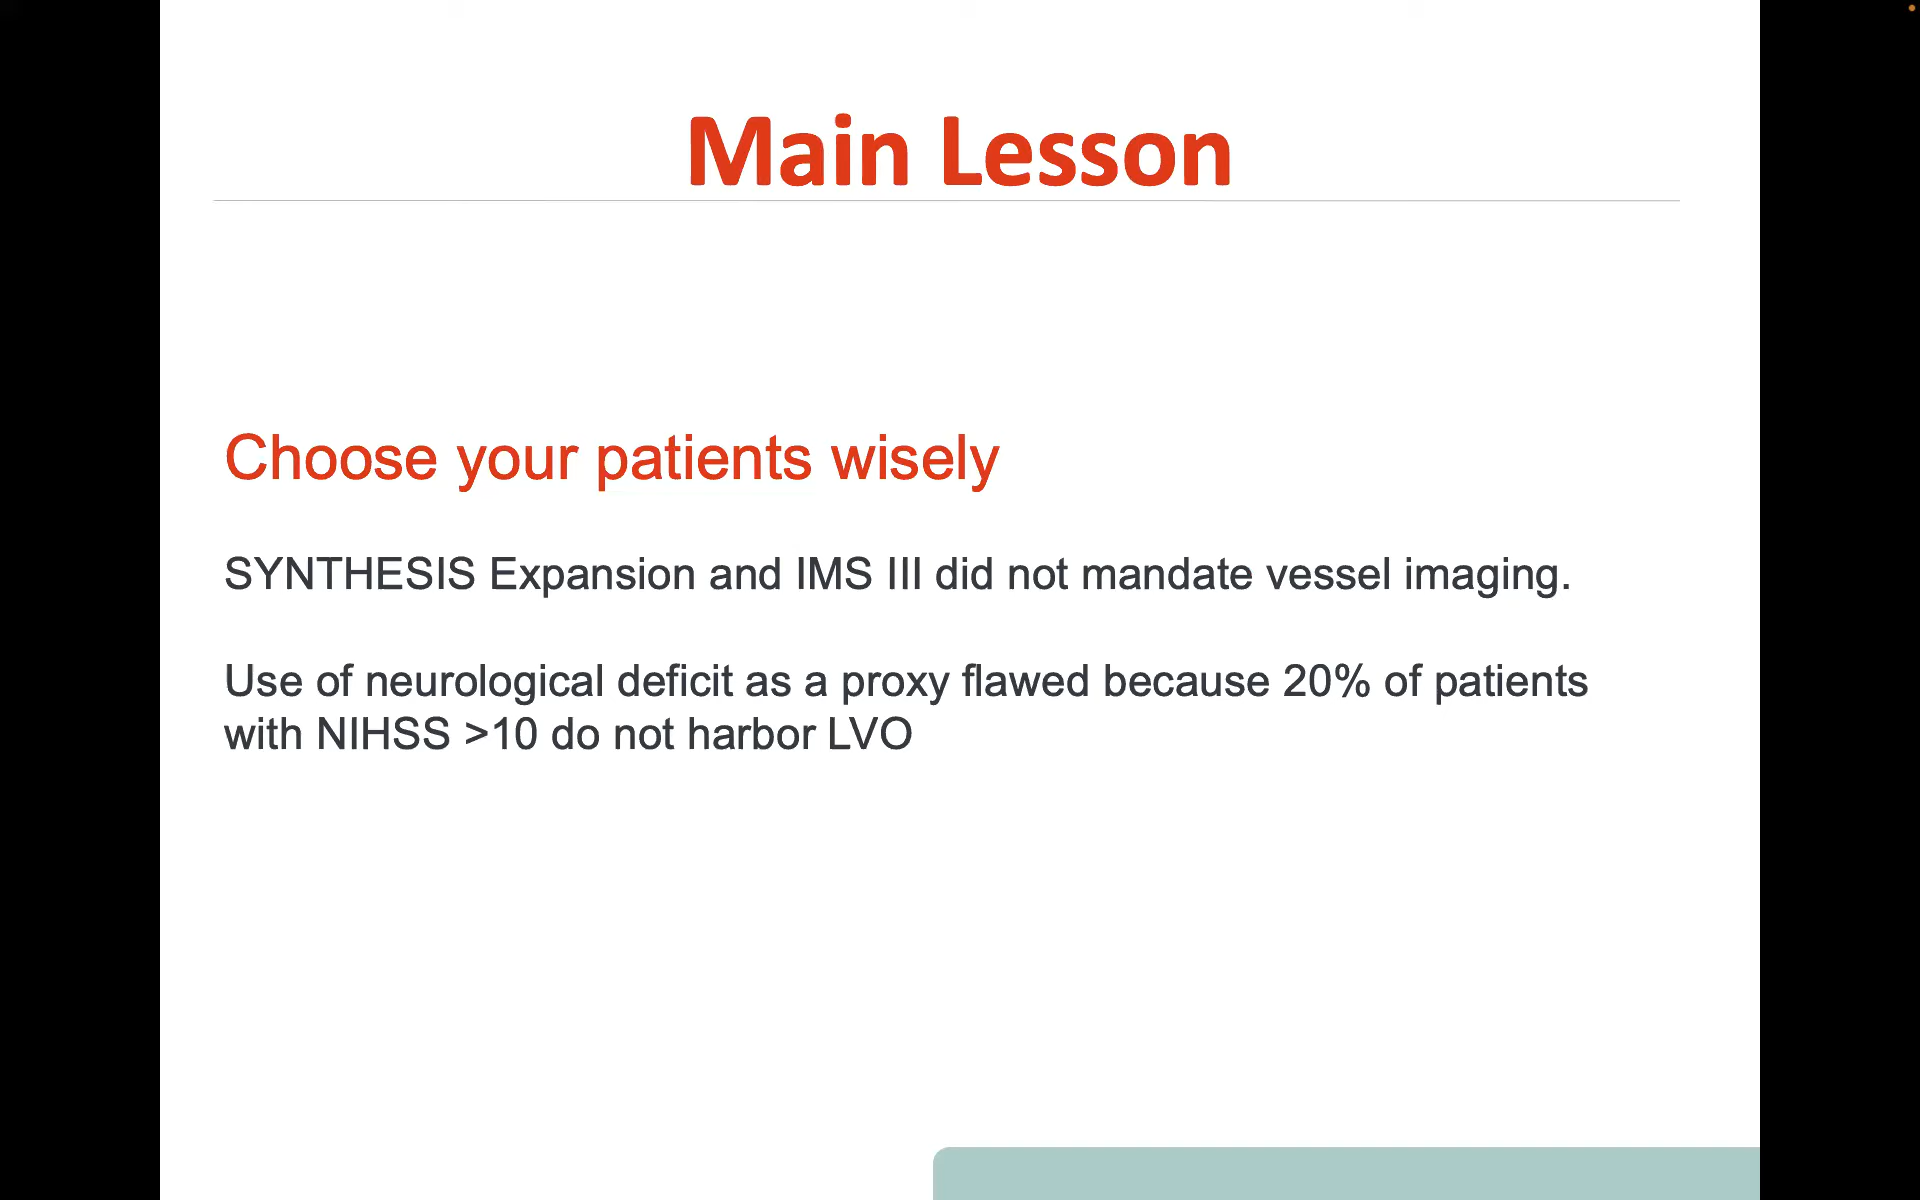 Main Lesson
Choose your patients wisely
SYNTHESIS Expansion and IMS III did not mandate vessel imaging.
Use of neurological deficit as a proxy flawed because 20% of patients
with NIHSS >10 do not harbor LVO